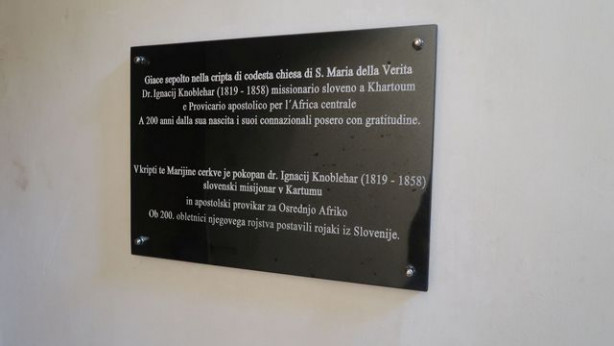 Giace sepolto nella cripta di codesta chiesa di S. Maria della Verita
Dr. Ignacij Knoblehar (1819 - 1858) missionario sloveno a Khartoum
e Provicario apostolico per l'Africa centrale
A 200 anni dalla sua nascita i suoi connazionali posero con gratitudine.
V kripti te Marijine cerkve je pokopan dr. Ignacij Knoblehar (1819 - 1858)
slovenski misijonar v Kartumu
in apostolski provikar za Osrednjo Afriko
Ob 200. obletnici njegovega rojstva postavili rojaki iz Slovenije.